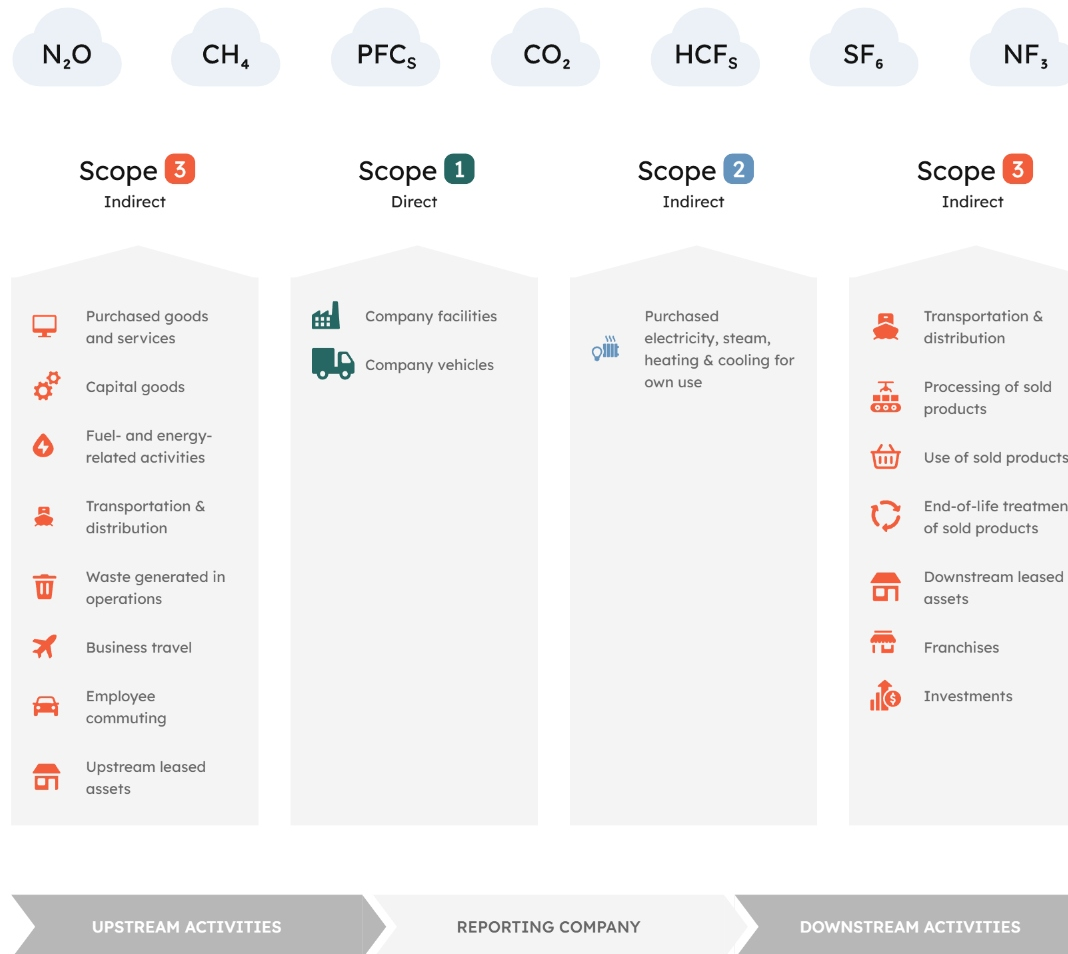 N₂O
CH₄
PFCs
CO₂
HCFs
SF₆
NF₃
Scope 3
Indirect
Purchased goods
and services
Capital goods
Fuel- and energy-
related activities
Transportation &
distribution
Waste generated in
operations
Business travel
Employee
commuting
Upstream leased
assets
Scope 1
Direct
Company facilities
Company vehicles
Scope 2
Indirect
Purchased
electricity, steam,
heating & cooling for
own use
Scope 3
Indirect
Transportation &
distribution
Processing of sold
products
Use of sold products
End-of-life treatmen
of sold products
Downstream leased
assets
Franchises
$
Investments
UPSTREAM ACTIVITIES
REPORTING COMPANY
DOWNSTREAM ACTIVITIES